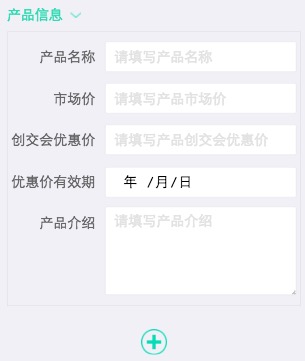 产品信息
产品名称 请填写产品名称
市场价 请填写产品市场价
创交会优惠价 请填写产品创交会优惠价
优惠价有效期 年 /月/日
产品介绍 请填写产品介绍